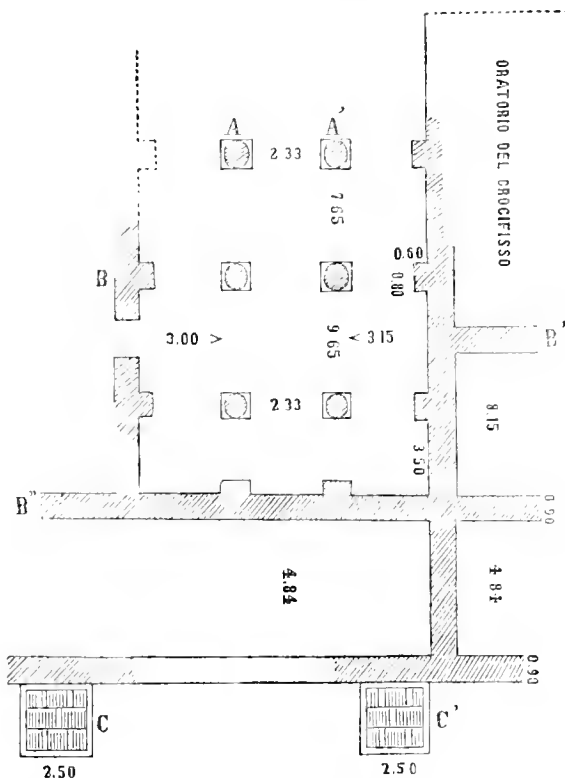 ORATORIO DEL CROCIFISSO
A
A'
2.33
7.65
0.60
0.80
B
3.00 >
9.65
< 3.15
2.33
8.15
3.50
B"
0.90
4.84
4.84
0.90
C
C'
2.50
2.50